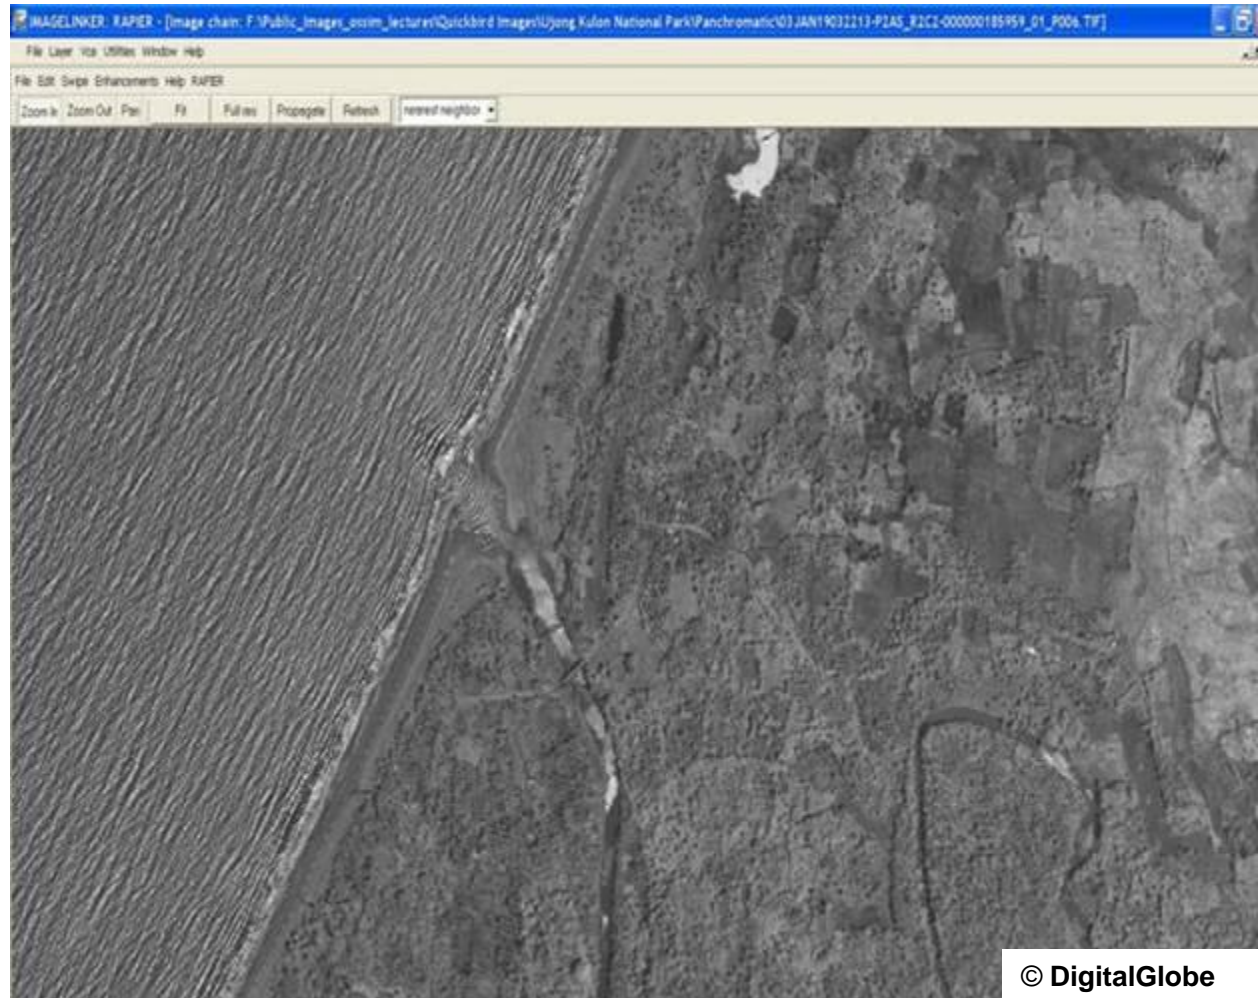 IMAGELINKER: RAPIER - [Image chain: F:\Public_Images_ossim_lectures\Quickbird Images\Ujong Kulon National Park\Panchromatic\03JAN19032213-P2AS_R2C2-000000185959_01_P006.TIF]
File Layer Vce Utilities Window Help
File Edit Swipe Enhancements Help RAPIER
Zoom In Zoom Out Pan Fit Full res Propagate Refresh nearest neighbor
© DigitalGlobe